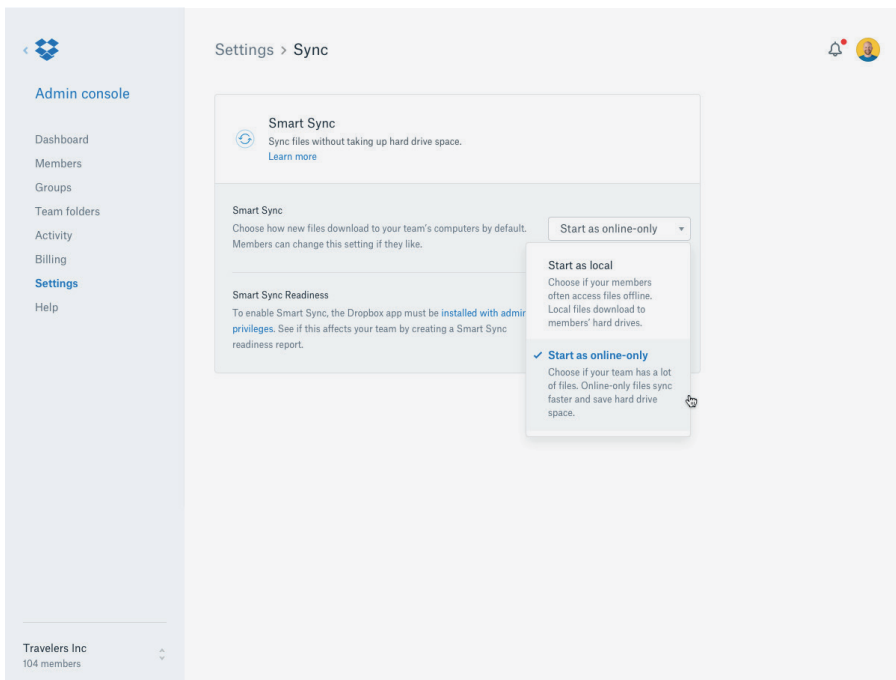 Settings > Sync
Admin console
Dashboard
Members
Groups
Team folders
Activity
Billing
Settings
Help
Travelers Inc
104 members
Smart Sync
Sync files without taking up hard drive space.
Learn more
Smart Sync
Choose how new files download to your team's computers by default.
Members can change this setting if they like.
Start as online-only
Start as local
Choose if your members
often access files offline.
Local files download to
members' hard drives.
Start as online-only
Choose if your team has a lot
of files. Online-only files sync
faster and save hard drive
space.
Smart Sync Readiness
To enable Smart Sync, the Dropbox app must be installed with admin
privileges. See if this affects your team by creating a Smart Sync
readiness report.